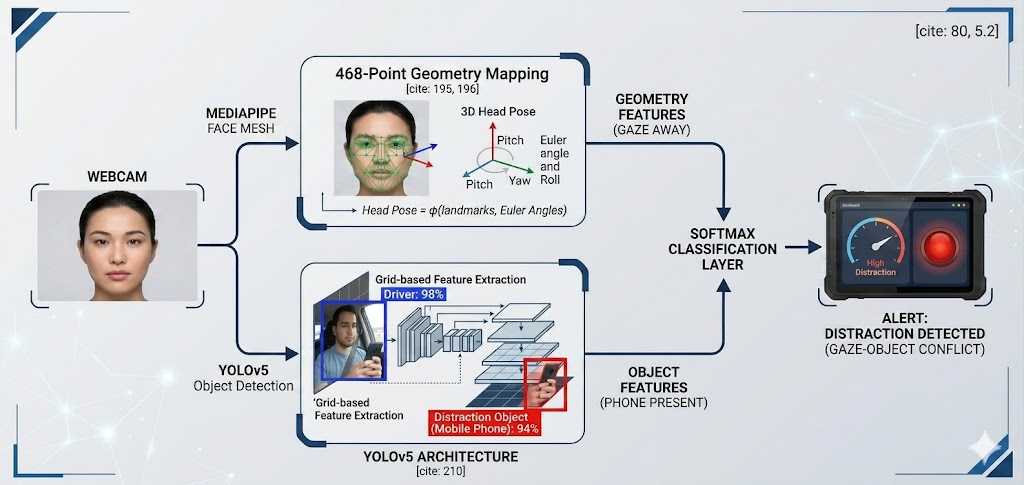 [cite: 80, 5.2]
468-Point Geometry Mapping
[cite: 195, 196]
MEDIAPIPE
FACE MESH
3D Head Pose
Pitch
Euler
angle
and
Roll
Pitch
Yaw
Head Pose = φ(landmarks, Euler Angles)
GEOMETRY
FEATURES
(GAZE AWAY)
WEBCAM
SOFTMAX
CLASSIFICATION
LAYER
High
Distraction
ALERT:
DISTRACTION DETECTED
(GAZE-OBJECT CONFLICT)
Grid-based Feature Extraction
Driver: 98%
YOLOv5
Object Detection
'Grid-based
Feature Extraction
Distraction Object
(Mobile Phone): 94%
OBJECT
FEATURES
(PHONE PRESENT)
YOLOv5 ARCHITECTURE
[cite: 210]